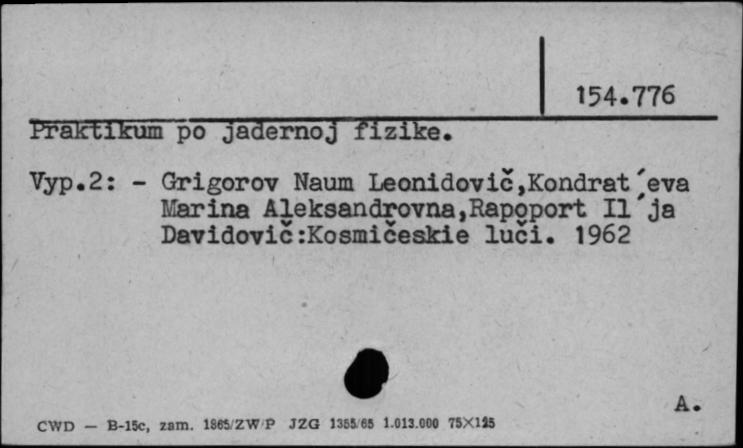 154.776
Praktikum po jadernoj fizike.
Vyp.2: - Grigorov Naum Leonidovič,Kondrat´eva
Marina Aleksandrovna,Rapoport Il´ja
Davidovič:Kosmičeskie luči. 1962
A.
CWD — B-15c, zam. 1865/ZW/P JZG 1355/65 1.013.000 75X125